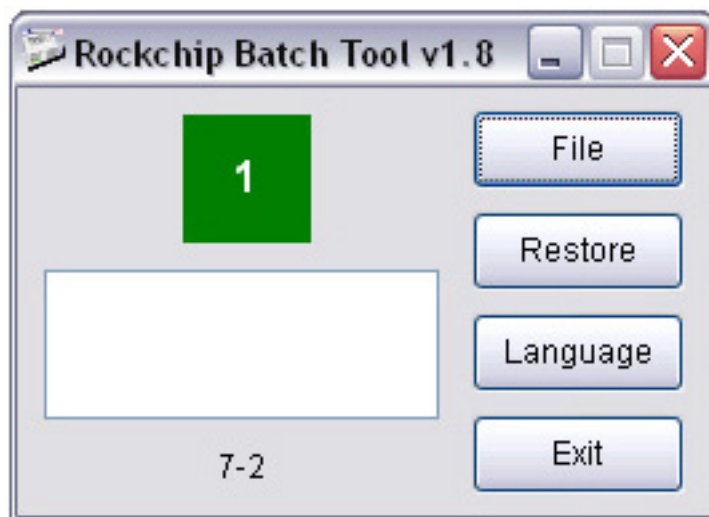 Rockchip Batch Tool v1.8
1
File
Restore
Language
7-2
Exit